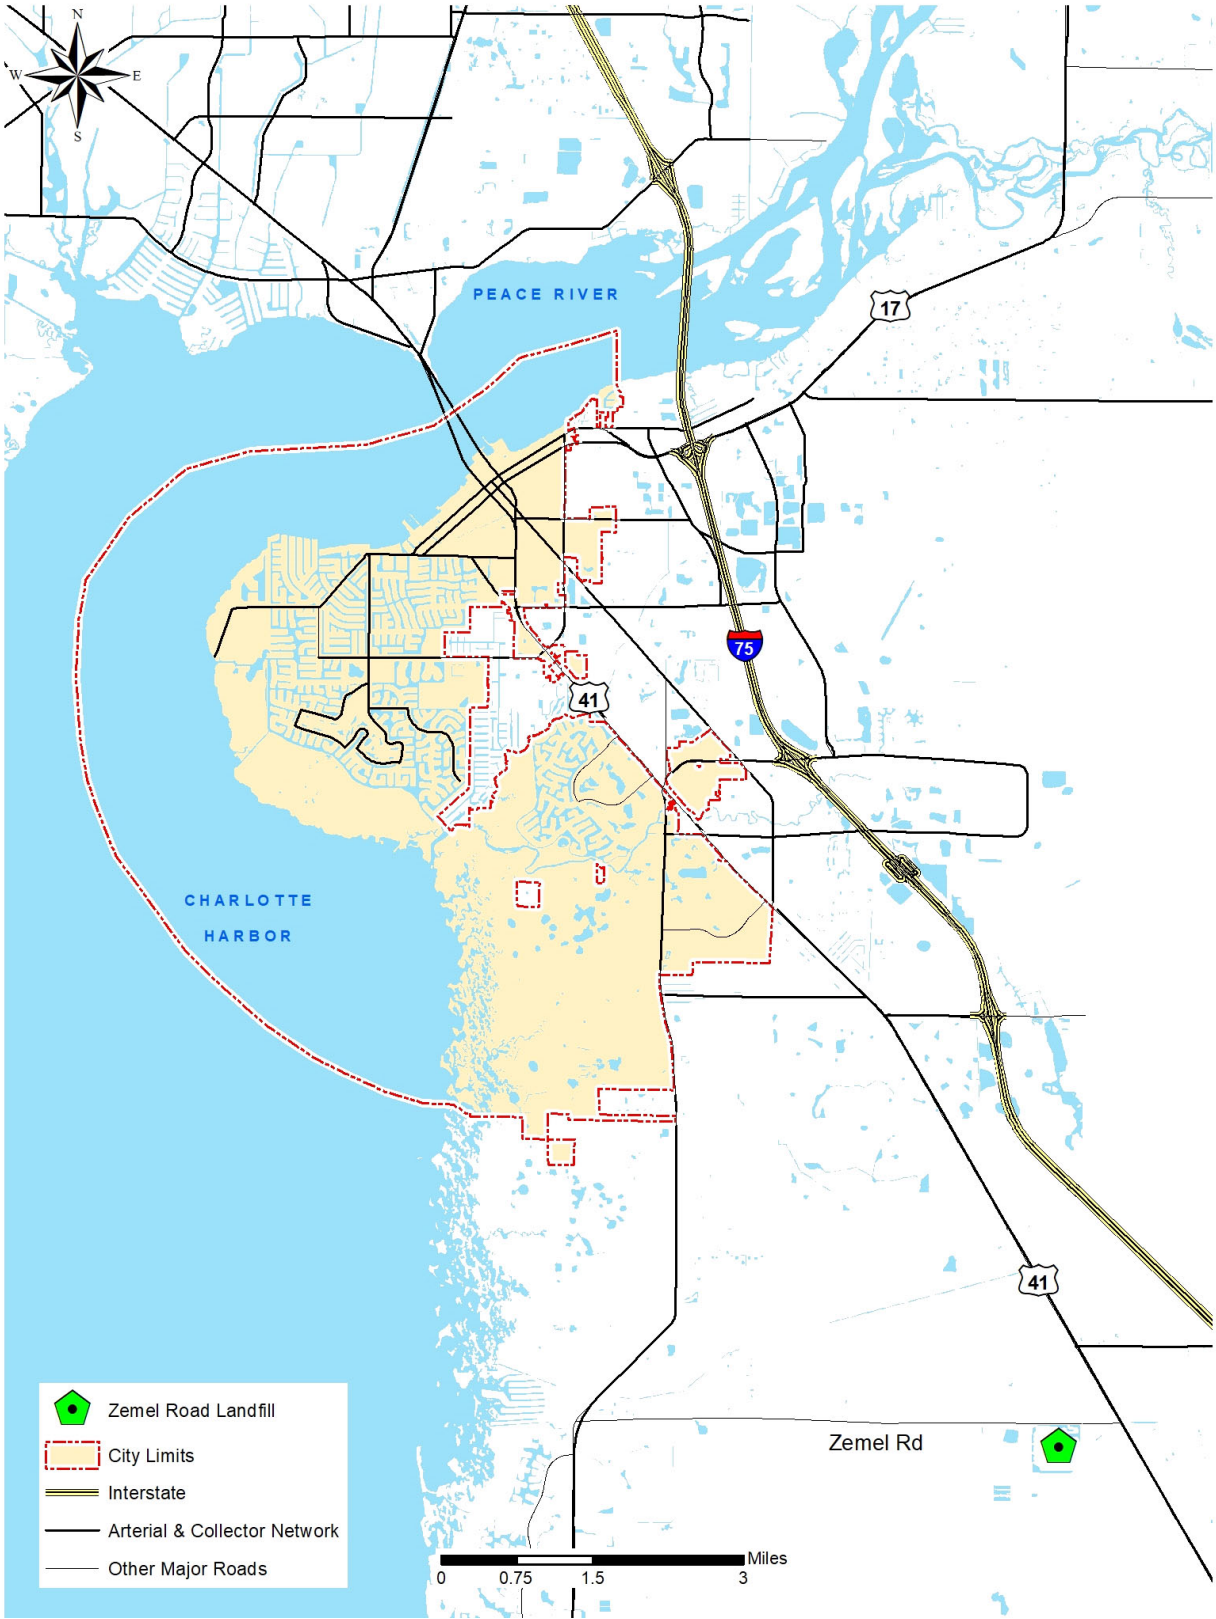 N
W
E
S
PEACE RIVER
17
75
41
CHARLOTTE
HARBOR
41
Zemel Rd
Zemel Road Landfill
City Limits
Interstate
Arterial & Collector Network
Other Major Roads
Miles
0 0.75 1.5 3